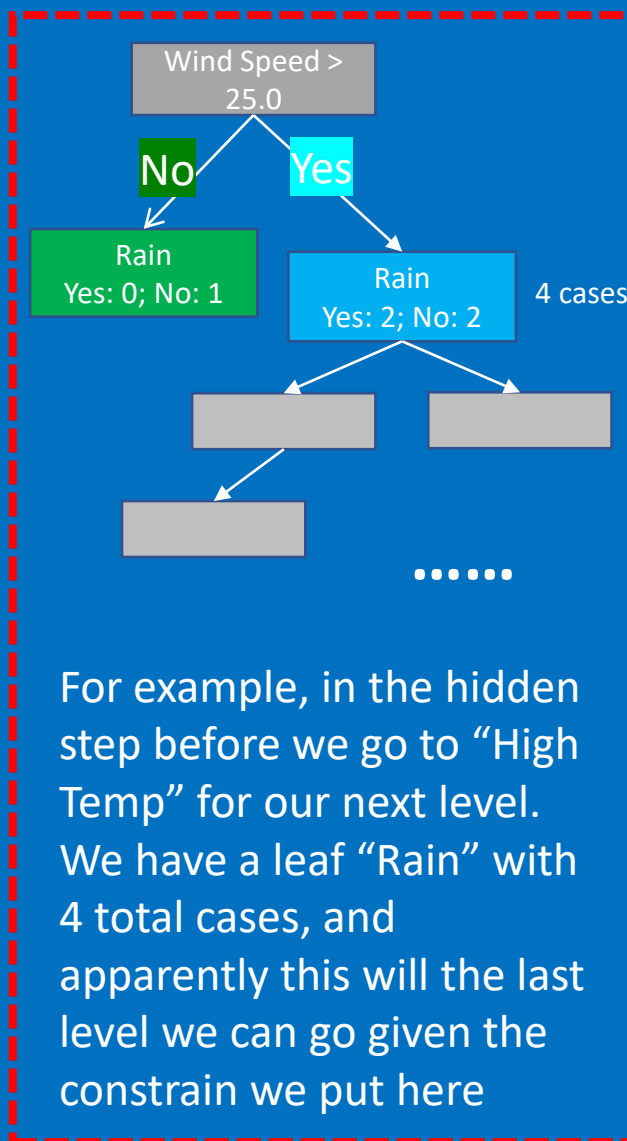 Wind Speed >
25.0
No
Yes
Rain
Yes: 0; No: 1
Rain
Yes: 2; No: 2
4 cases
......
For example, in the hidden
step before we go to “High
Temp” for our next level.
We have a leaf “Rain” with
4 total cases, and
apparently this will the last
level we can go given the
constrain we put here